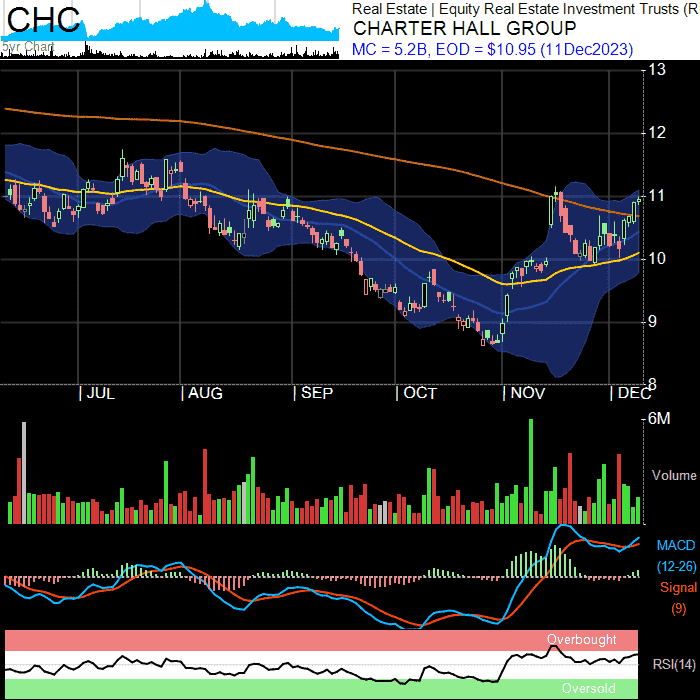 CHC
5yr Chart
Real Estate | Equity Real Estate Investment Trusts (R
CHARTER HALL GROUP
MC = 5.2B, EOD = $10.95 (11Dec2023)
13
12
11
10
9
8
| JUL
| AUG
| SEP
| OCT
| NOV
| DEC
6M
Volume
MACD
(12-26)
Signal
(9)
Overbought
RSI(14)
Oversold